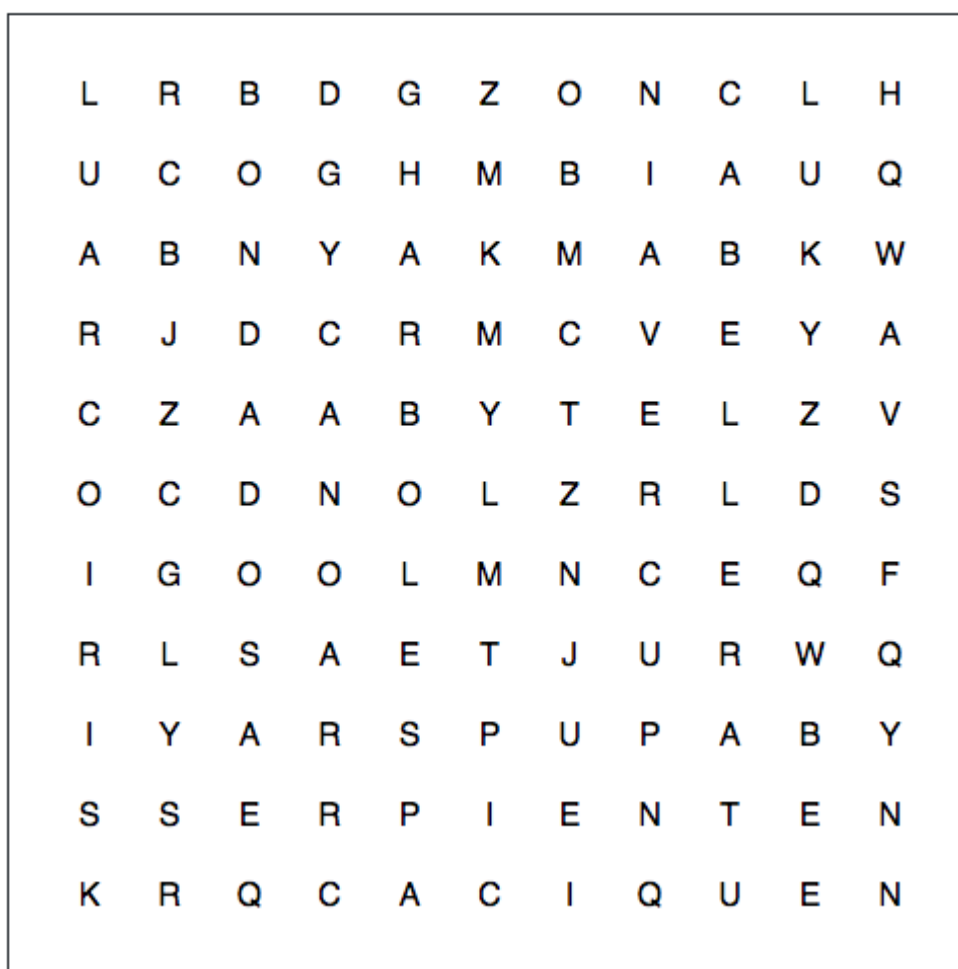 L R B D G Z O N C L H
U C O G H M B I A U Q
A B N Y A K M A B K W
R J D C R M C V E Y A
C Z A A B Y T E L Z V
O C D N O L Z R L D S
I G O O L M N C E Q F
R L S A E T J U R W Q
I Y A R S P U P A B Y
S S E R P I E N T E N
K R Q C A C I Q U E N